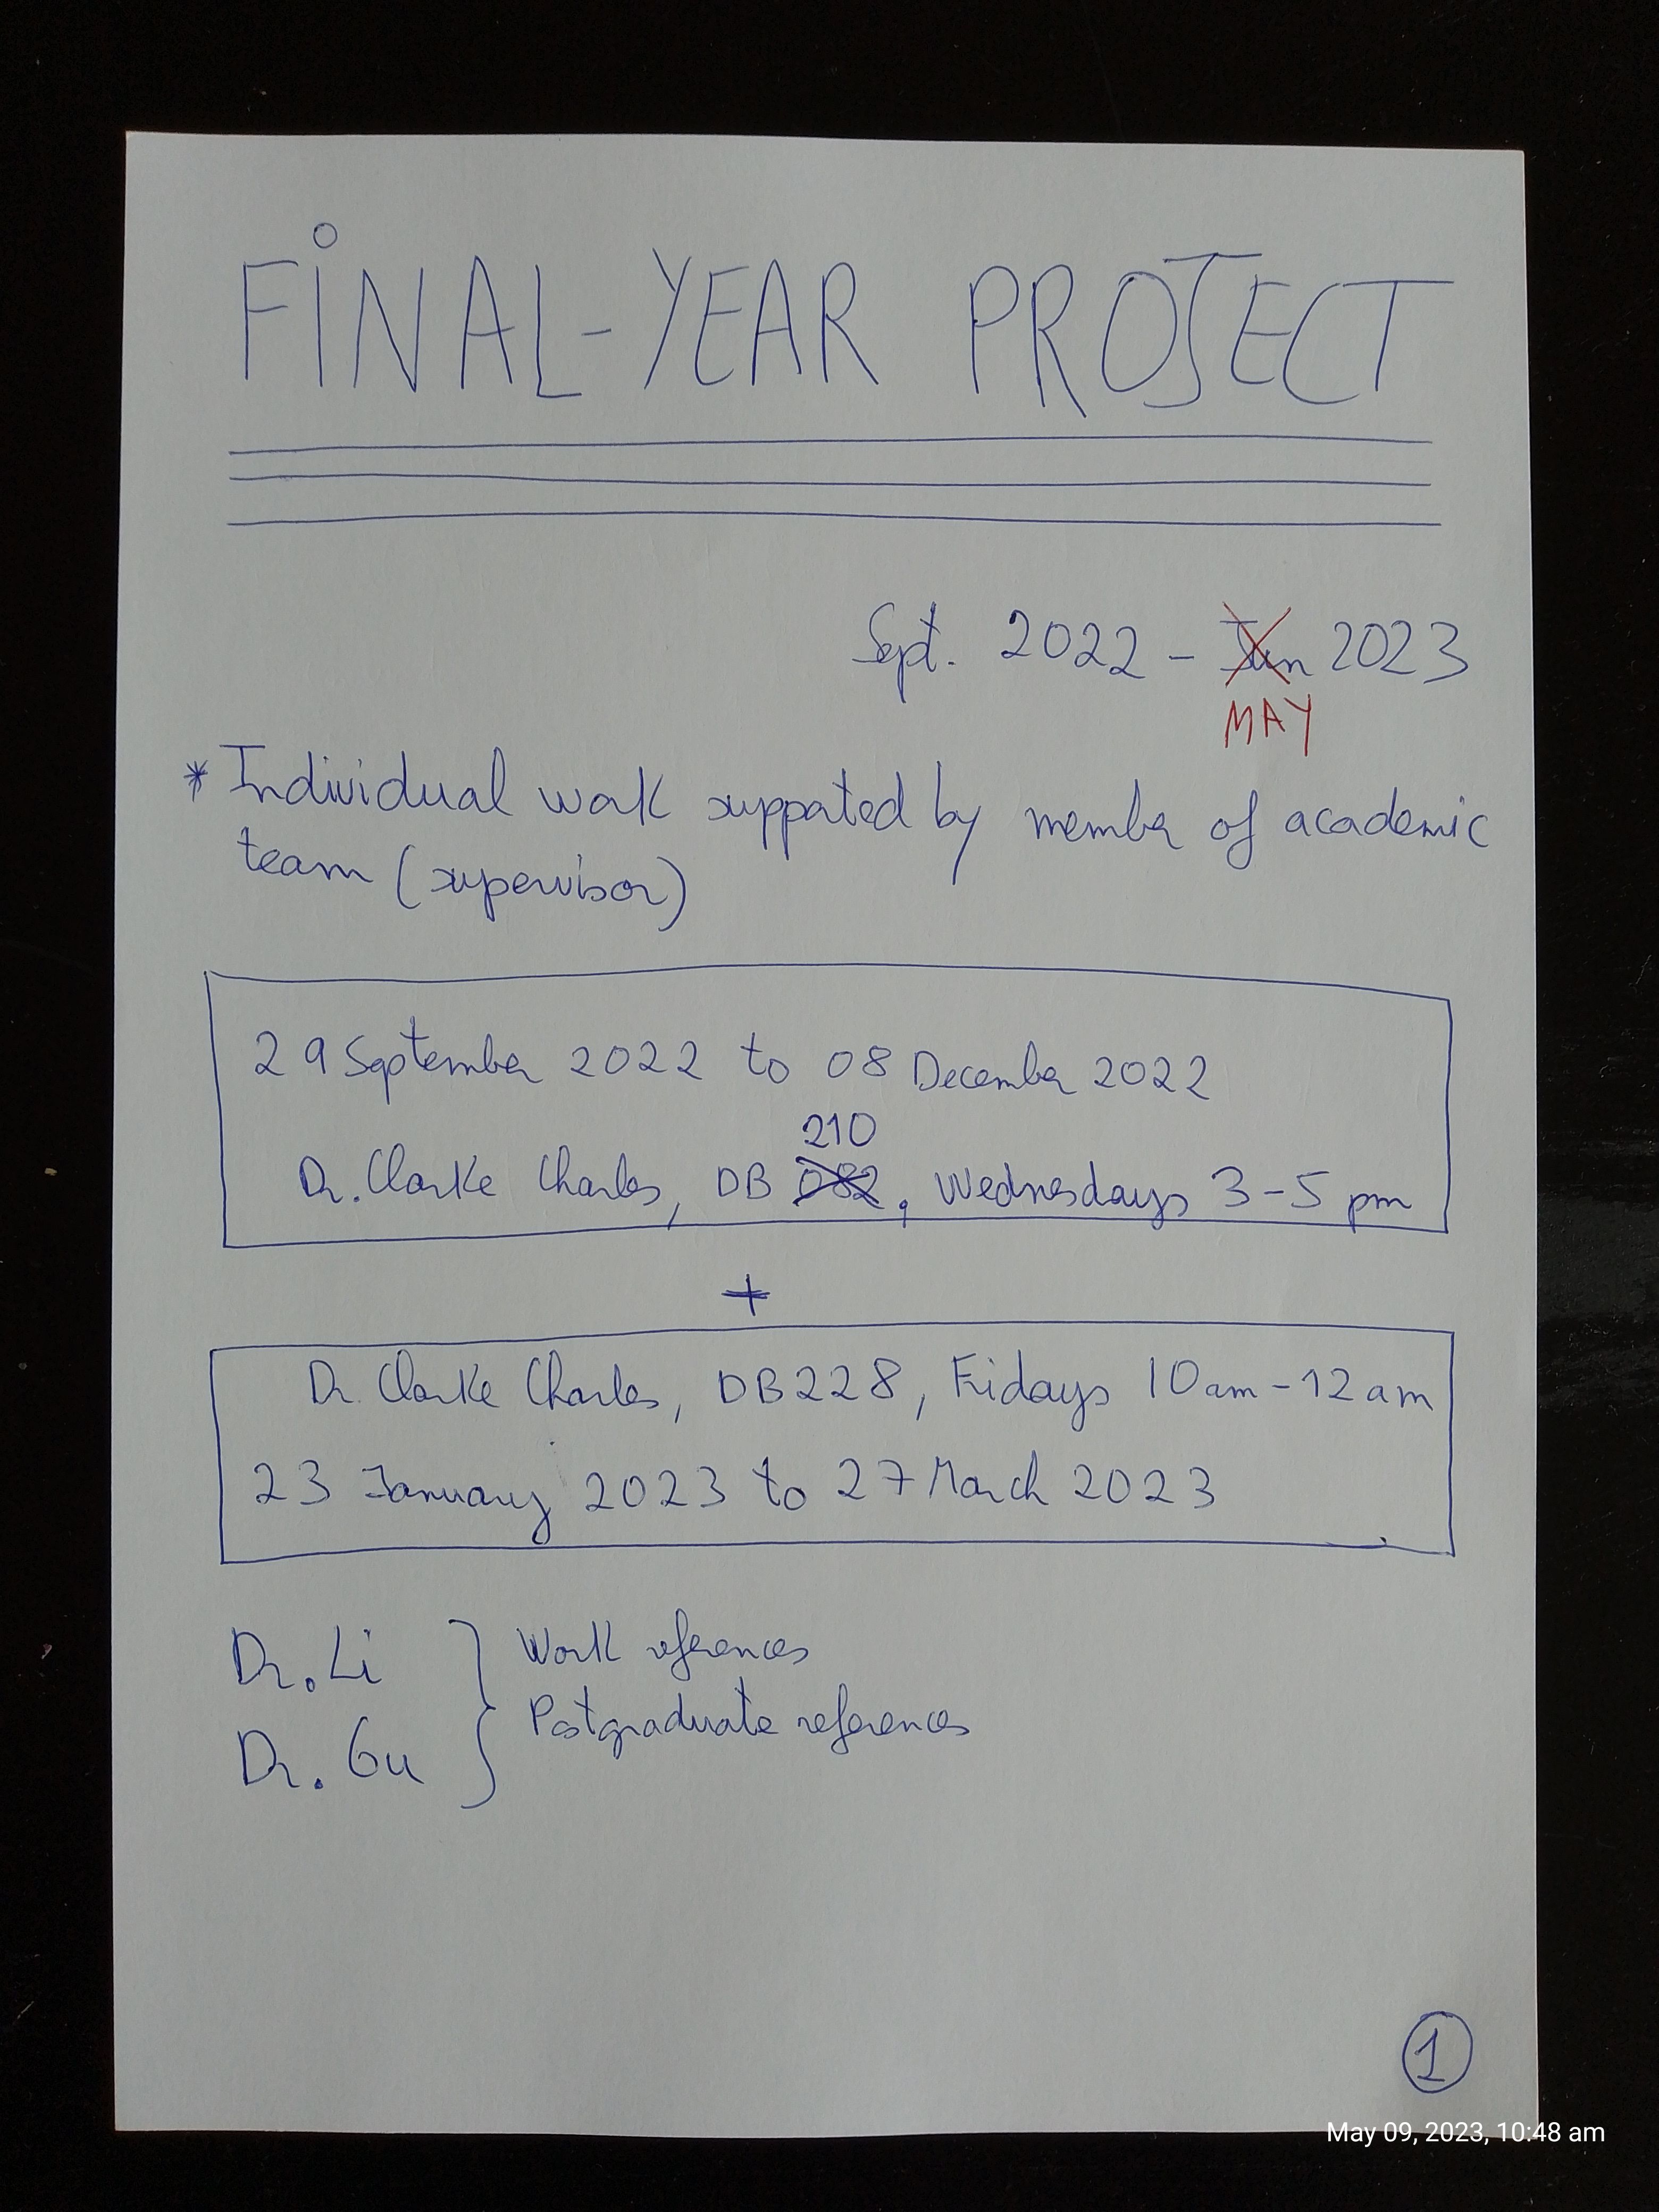 FINAL-YEAR PROJECT
Sept. 2022 - Jun 2023
MAY
* Individual work supported by member of academic
team (supervisor)
29 September 2022 to 08 December 2022
210
Dr. Clarke Charles, DB 082, Wednesdays 3-5 pm
+
Dr. Clarke Charles, DB228, Fridays 10am-12am
23 January 2023 to 27 March 2023
Dr. Li } Work references
Postgraduate references
Dr. Gu
1
May 09, 2023, 10:48 am